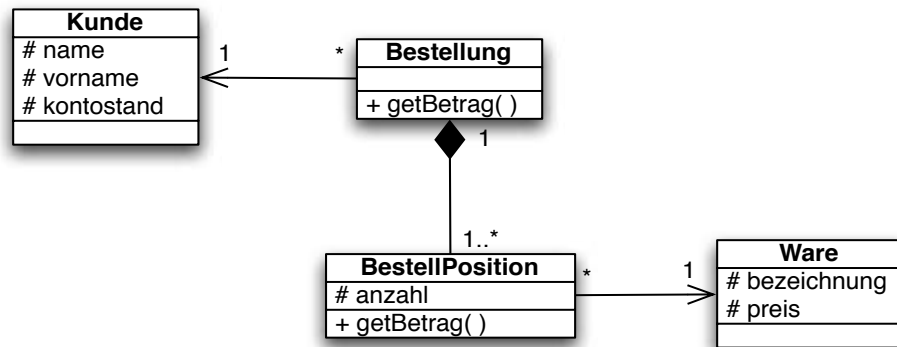 Kunde
# name
# vorname
# kontostand
1
*
Bestellung
+ getBetrag( )
1
1..*
BestellPosition
# anzahl
+ getBetrag( )
*
1
Ware
# bezeichnung
# preis